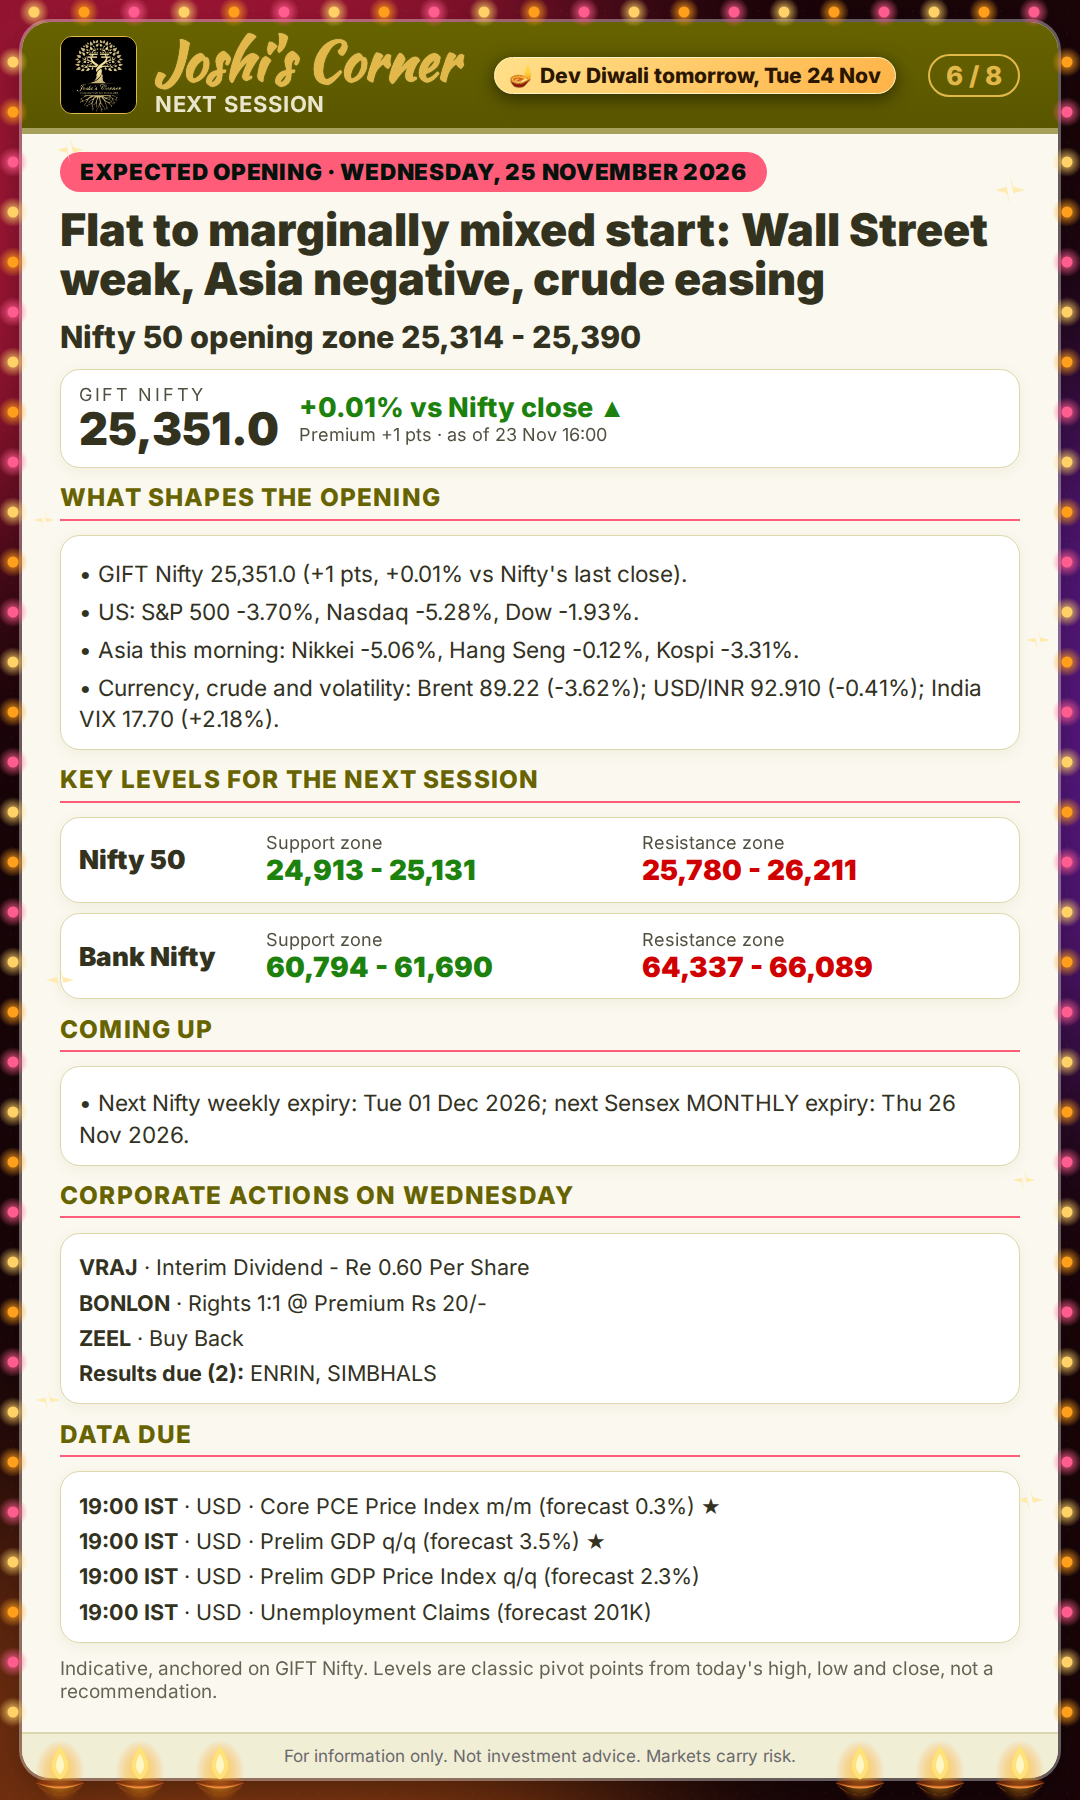 Joshi's Corner
NEXT SESSION
Joshi's Corner
🪔 Dev Diwali tomorrow, Tue 24 Nov
6 / 8
EXPECTED OPENING · WEDNESDAY, 25 NOVEMBER 2026
Flat to marginally mixed start: Wall Street
weak, Asia negative, crude easing
Nifty 50 opening zone 25,314 - 25,390
GIFT NIFTY
25,351.0
+0.01% vs Nifty close ▲
Premium +1 pts · as of 23 Nov 16:00
WHAT SHAPES THE OPENING
• GIFT Nifty 25,351.0 (+1 pts, +0.01% vs Nifty's last close).
• US: S&P 500 -3.70%, Nasdaq -5.28%, Dow -1.93%.
• Asia this morning: Nikkei -5.06%, Hang Seng -0.12%, Kospi -3.31%.
• Currency, crude and volatility: Brent 89.22 (-3.62%); USD/INR 92.910 (-0.41%); India
VIX 17.70 (+2.18%).
KEY LEVELS FOR THE NEXT SESSION
Nifty 50
Support zone
24,913 - 25,131
Resistance zone
25,780 - 26,211
Bank Nifty
Support zone
60,794 - 61,690
Resistance zone
64,337 - 66,089
COMING UP
• Next Nifty weekly expiry: Tue 01 Dec 2026; next Sensex MONTHLY expiry: Thu 26
Nov 2026.
CORPORATE ACTIONS ON WEDNESDAY
VRAJ · Interim Dividend - Re 0.60 Per Share
BONLON · Rights 1:1 @ Premium Rs 20/-
ZEEL · Buy Back
Results due (2): ENRIN, SIMBHALS
DATA DUE
19:00 IST · USD · Core PCE Price Index m/m (forecast 0.3%) ★
19:00 IST · USD · Prelim GDP q/q (forecast 3.5%) ★
19:00 IST · USD · Prelim GDP Price Index q/q (forecast 2.3%)
19:00 IST · USD · Unemployment Claims (forecast 201K)
Indicative, anchored on GIFT Nifty. Levels are classic pivot points from today's high, low and close, not a
recommendation.
For information only. Not investment advice. Markets carry risk.